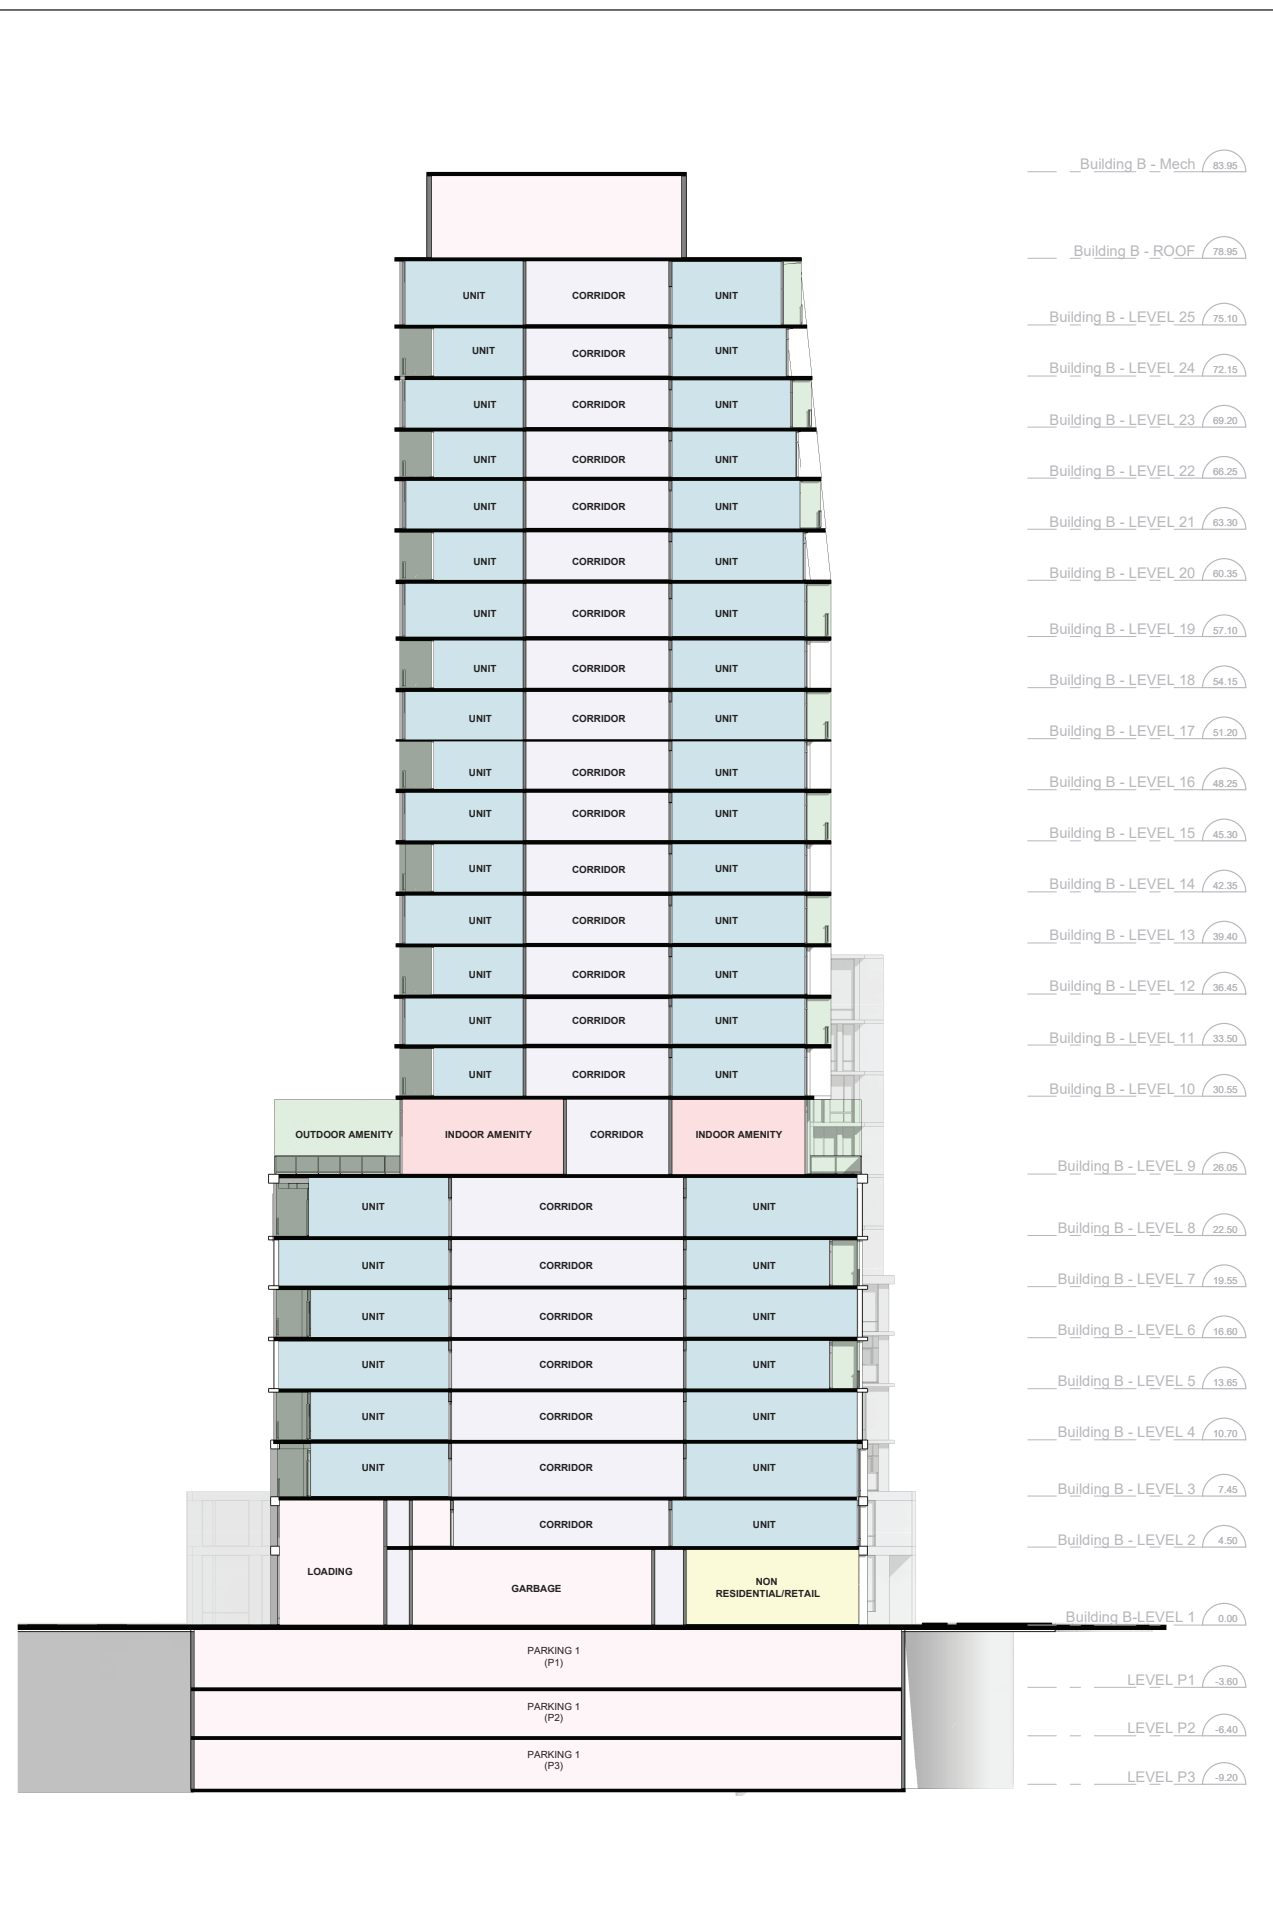 Building B - Mech 83.95
Building B - ROOF 78.95
UNIT CORRIDOR UNIT
Building B - LEVEL 25 75.10
UNIT CORRIDOR UNIT
Building B - LEVEL 24 72.15
UNIT CORRIDOR UNIT
Building B - LEVEL 23 69.20
UNIT CORRIDOR UNIT
Building B - LEVEL 22 66.25
UNIT CORRIDOR UNIT
Building B - LEVEL 21 63.30
UNIT CORRIDOR UNIT
Building B - LEVEL 20 60.35
UNIT CORRIDOR UNIT
Building B - LEVEL 19 57.10
UNIT CORRIDOR UNIT
Building B - LEVEL 18 54.15
UNIT CORRIDOR UNIT
Building B - LEVEL 17 51.20
UNIT CORRIDOR UNIT
Building B - LEVEL 16 48.25
UNIT CORRIDOR UNIT
Building B - LEVEL 15 45.30
UNIT CORRIDOR UNIT
Building B - LEVEL 14 42.35
UNIT CORRIDOR UNIT
Building B - LEVEL 13 39.40
UNIT CORRIDOR UNIT
Building B - LEVEL 12 36.45
UNIT CORRIDOR UNIT
Building B - LEVEL 11 33.50
UNIT CORRIDOR UNIT
Building B - LEVEL 10 30.55
OUTDOOR AMENITY INDOOR AMENITY CORRIDOR INDOOR AMENITY
Building B - LEVEL 9 26.05
UNIT CORRIDOR UNIT
Building B - LEVEL 8 22.50
UNIT CORRIDOR UNIT
Building B - LEVEL 7 19.55
UNIT CORRIDOR UNIT
Building B - LEVEL 6 16.60
UNIT CORRIDOR UNIT
Building B - LEVEL 5 13.65
UNIT CORRIDOR UNIT
Building B - LEVEL 4 10.70
UNIT CORRIDOR UNIT
Building B - LEVEL 3 7.45
CORRIDOR UNIT
Building B - LEVEL 2 4.50
LOADING
GARBAGE
NON
RESIDENTIAL/RETAIL
Building B-LEVEL 1 0.00
PARKING 1
(P1)
LEVEL P1 -3.60
PARKING 1
(P2)
LEVEL P2 -6.40
PARKING 1
(P3)
LEVEL P3 -9.20